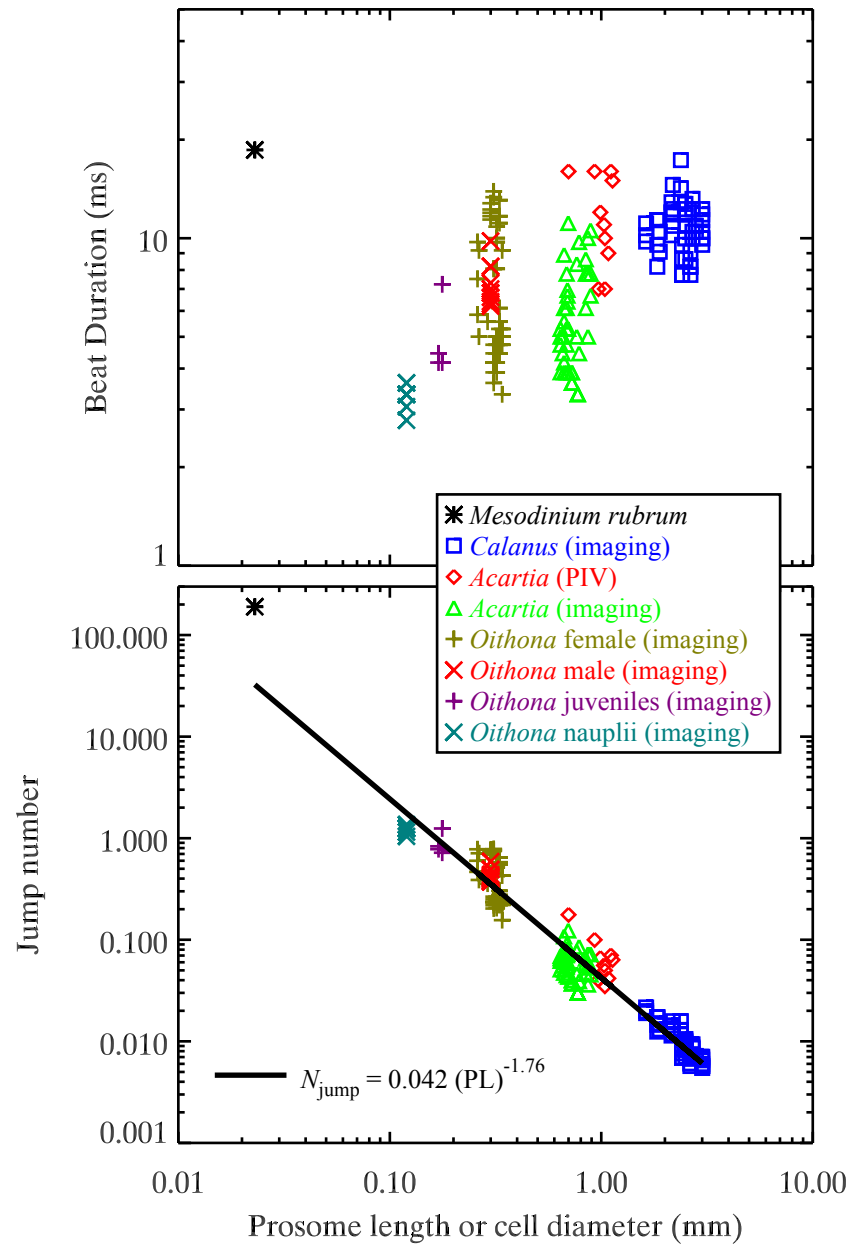 Beat Duration (ms)
10
1
Mesodinium rubrum
Calanus (imaging)
Acartia (PIV)
Acartia (imaging)
Oithona female (imaging)
Oithona male (imaging)
Oithona juveniles (imaging)
Oithona nauplii (imaging)
Jump number
100.000
10.000
1.000
0.100
0.010
0.001
N_jump = 0.042 (PL)^-1.76
0.01 0.10 1.00 10.00
Prosome length or cell diameter (mm)